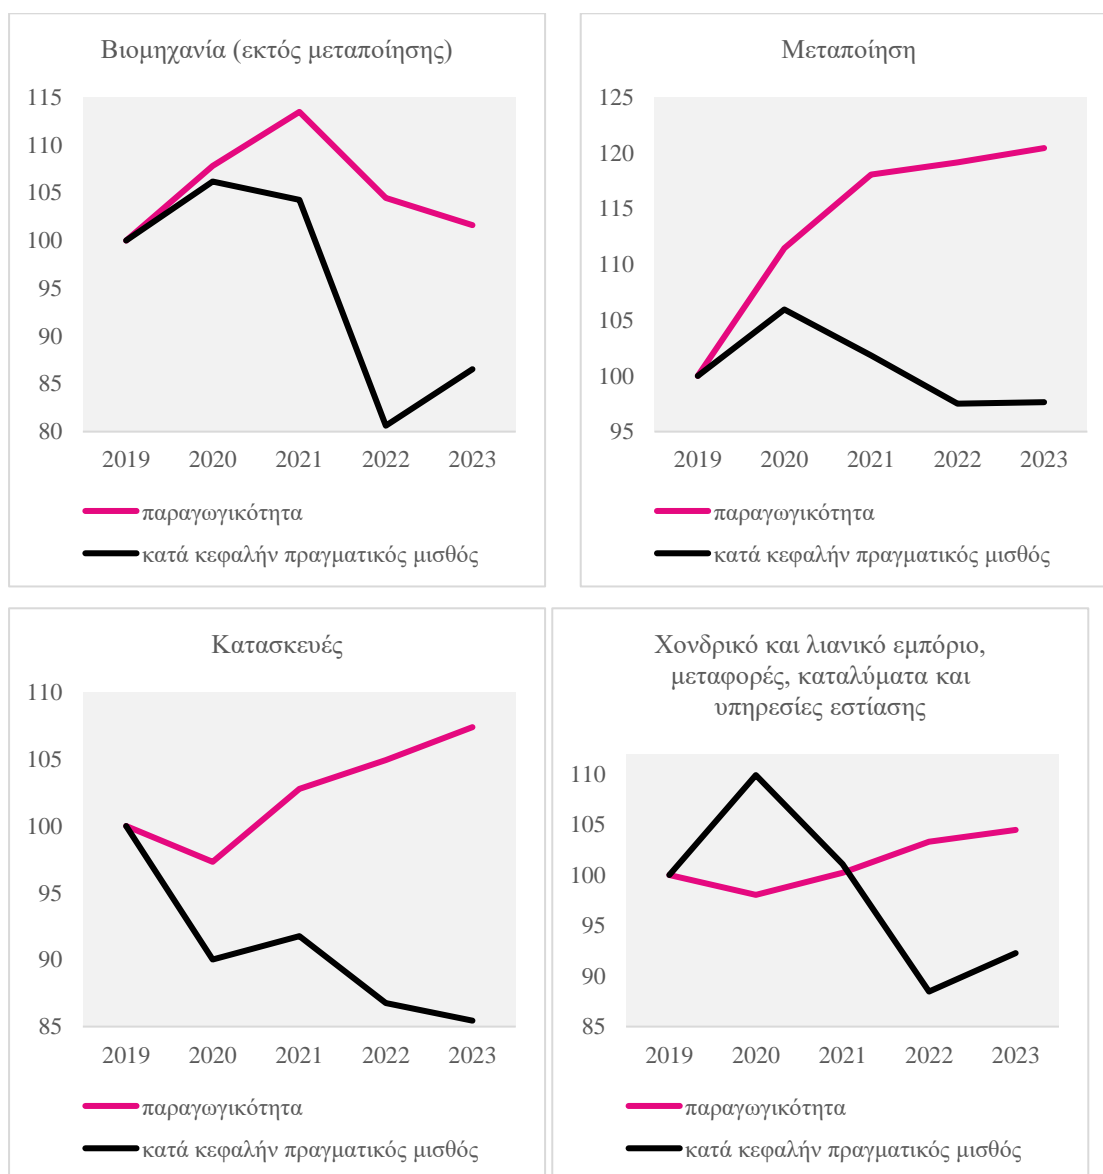 Βιομηχανία (εκτός μεταποίησης)
115
110
105
100
95
90
85
80
2019 2020 2021 2022 2023
παραγωγικότητα
κατά κεφαλήν πραγματικός μισθός
Μεταποίηση
125
120
115
110
105
100
95
2019 2020 2021 2022 2023
παραγωγικότητα
κατά κεφαλήν πραγματικός μισθός
Κατασκευές
110
105
100
95
90
85
2019 2020 2021 2022 2023
παραγωγικότητα
κατά κεφαλήν πραγματικός μισθός
Χονδρικό και λιανικό εμπόριο,
μεταφορές, καταλύματα και
υπηρεσίες εστίασης
110
105
100
95
90
85
2019 2020 2021 2022 2023
παραγωγικότητα
κατά κεφαλήν πραγματικός μισθός